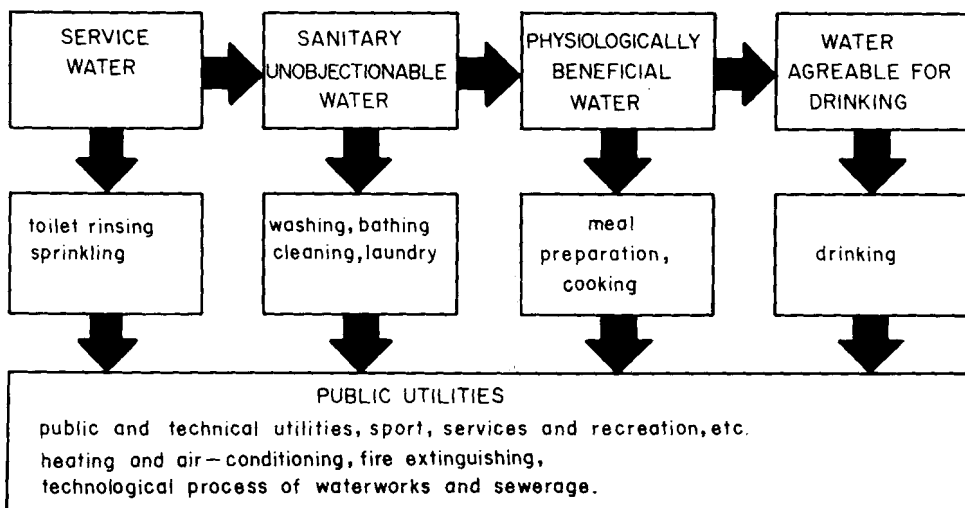 SERVICE
WATER
SANITARY
UNOBJECTIONABLE
WATER
PHYSIOLOGICALLY
BENEFICIAL
WATER
WATER
AGREABLE FOR
DRINKING
toilet rinsing
sprinkling
washing, bathing
cleaning, laundry
meal
preparation,
cooking
drinking
PUBLIC UTILITIES
public and technical utilities, sport, services and recreation, etc.
heating and air-conditioning, fire extinguishing,
technological process of waterworks and sewerage.